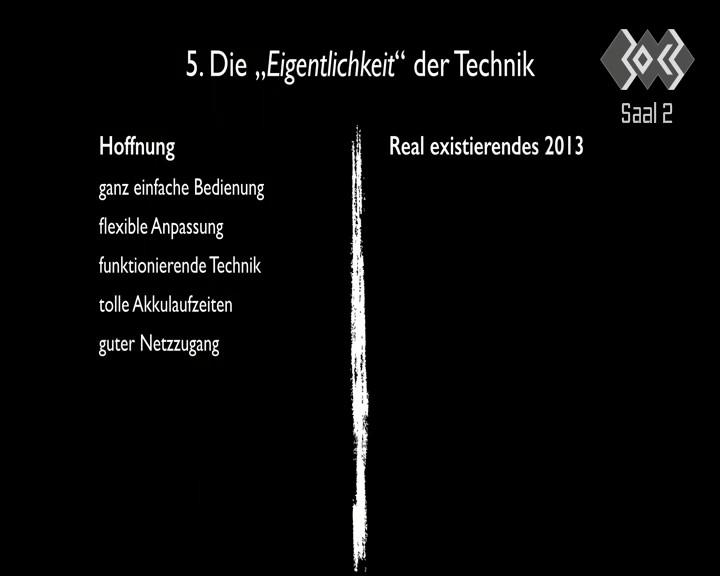 5. Die „Eigentlichkeit“ der Technik
Saal 2
Hoffnung
ganz einfache Bedienung
flexible Anpassung
funktionierende Technik
tolle Akkulaufzeiten
guter Netzzugang
Real existierendes 2013